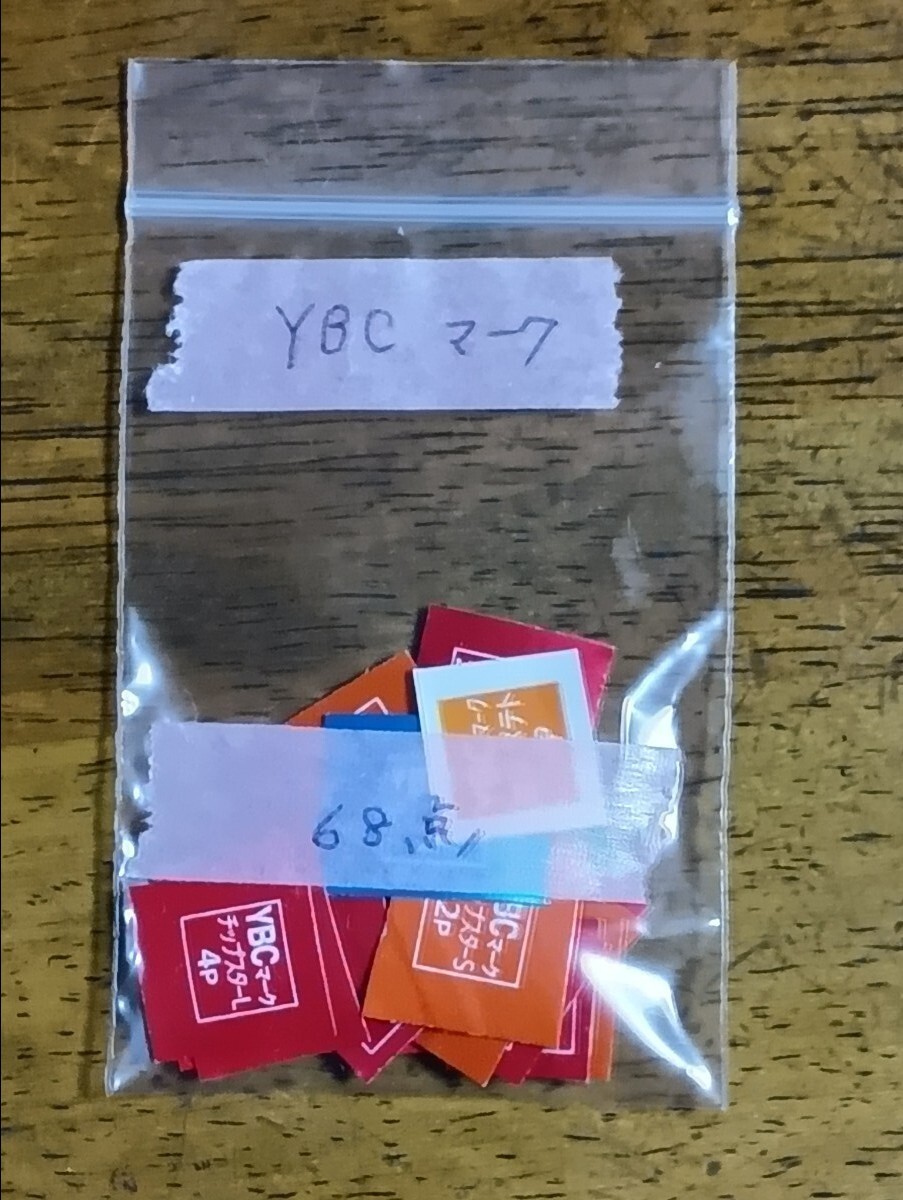 YBC マーク
68点
YBCマーク
チップスターL
4P
BCマーク
プスターS
2P